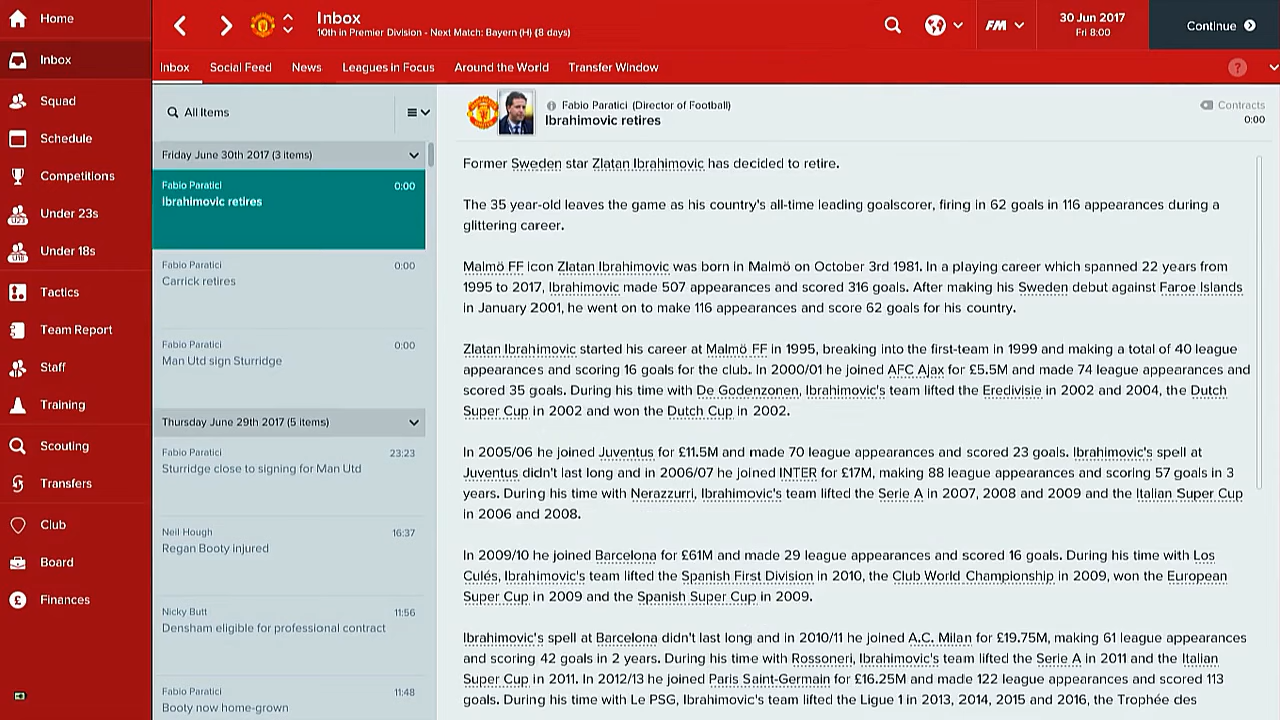 Home
Inbox
Squad
Schedule
Competitions
Under 23s
Under 18s
Tactics
Team Report
Staff
Training
Scouting
Transfers
Club
Board
Finances
Inbox
10th in Premier Division - Next Match: Bayern (H) (8 days)
FM
30 Jun 2017
Fri 8:00
Continue
Inbox
Social Feed
News
Leagues in Focus
Around the World
Transfer Window
?
All Items
Friday June 30th 2017 (3 items)
Fabio Paratici 0:00
Ibrahimovic retires
Fabio Paratici 0:00
Carrick retires
Fabio Paratici 0:00
Man Utd sign Sturridge
Thursday June 29th 2017 (5 items)
Fabio Paratici 23:23
Sturridge close to signing for Man Utd
Neil Hough 16:37
Regan Booty injured
Nicky Butt 11:56
Densham eligible for professional contract
Fabio Paratici 11:48
Booty now home-grown
Fabio Paratici (Director of Football)
Ibrahimovic retires
Contracts
0:00
Former Sweden star Zlatan Ibrahimovic has decided to retire.
The 35 year-old leaves the game as his country's all-time leading goalscorer, firing in 62 goals in 116 appearances during a
glittering career.
Malmö FF icon Zlatan Ibrahimovic was born in Malmö on October 3rd 1981. In a playing career which spanned 22 years from
1995 to 2017, Ibrahimovic made 507 appearances and scored 316 goals. After making his Sweden debut against Faroe Islands
in January 2001, he went on to make 116 appearances and score 62 goals for his country.
Zlatan Ibrahimovic started his career at Malmö FF in 1995, breaking into the first-team in 1999 and making a total of 40 league
appearances and scoring 16 goals for the club. In 2000/01 he joined AFC Ajax for £5.5M and made 74 league appearances and
scored 35 goals. During his time with De Godenzonen, Ibrahimovic's team lifted the Eredivisie in 2002 and 2004, the Dutch
Super Cup in 2002 and won the Dutch Cup in 2002.
In 2005/06 he joined Juventus for £11.5M and made 70 league appearances and scored 23 goals. Ibrahimovic's spell at
Juventus didn't last long and in 2006/07 he joined INTER for £17M, making 88 league appearances and scoring 57 goals in 3
years. During his time with Nerazzurri, Ibrahimovic's team lifted the Serie A in 2007, 2008 and 2009 and the Italian Super Cup
in 2006 and 2008.
In 2009/10 he joined Barcelona for £61M and made 29 league appearances and scored 16 goals. During his time with Los
Culés, Ibrahimovic's team lifted the Spanish First Division in 2010, the Club World Championship in 2009, won the European
Super Cup in 2009 and the Spanish Super Cup in 2009.
Ibrahimovic's spell at Barcelona didn't last long and in 2010/11 he joined A.C. Milan for £19.75M, making 61 league appearances
and scoring 42 goals in 2 years. During his time with Rossoneri, Ibrahimovic's team lifted the Serie A in 2011 and the Italian
Super Cup in 2011. In 2012/13 he joined Paris Saint-Germain for £16.25M and made 122 league appearances and scored 113
goals. During his time with Le PSG, Ibrahimovic's team lifted the Ligue 1 in 2013, 2014, 2015 and 2016, the Trophée des